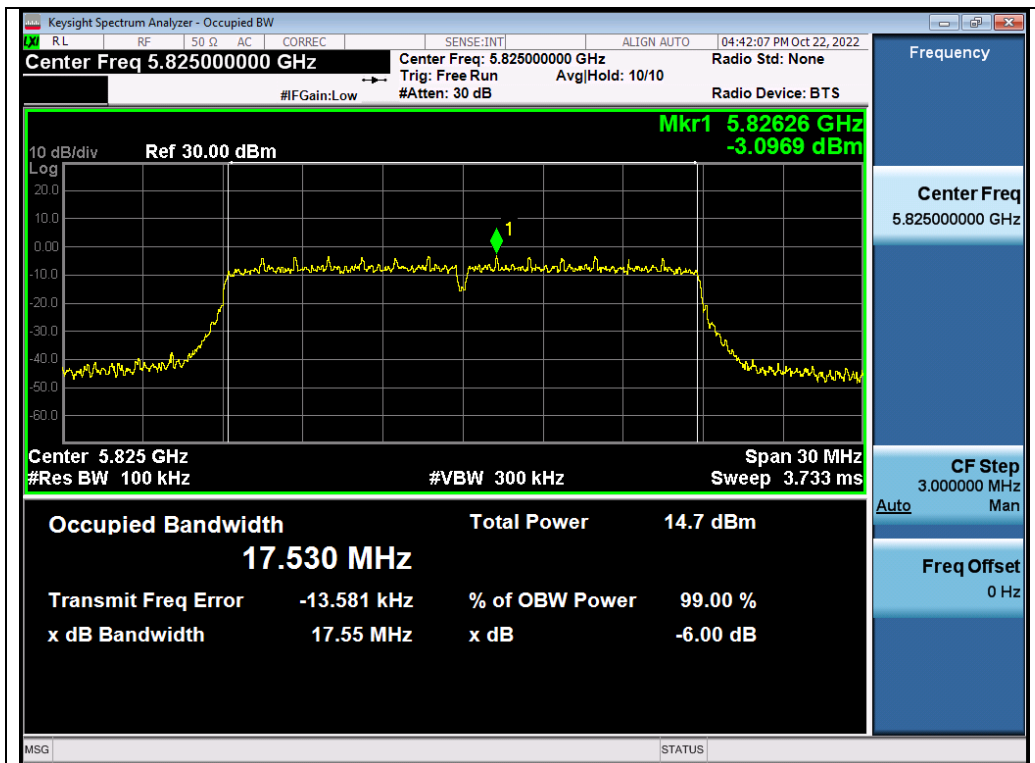 Keysight Spectrum Analyzer - Occupied BW
LXI RL RF 50 Ω AC CORREC SENSE:INT ALIGN AUTO 04:42:07 PM Oct 22, 2022
Center Freq 5.825000000 GHz
Center Freq: 5.825000000 GHz Radio Std: None
Trig: Free Run Avg|Hold: 10/10
#IFGain:Low #Atten: 30 dB Radio Device: BTS
Mkr1 5.82626 GHz
-3.0969 dBm
10 dB/div Ref 30.00 dBm
Log
20.0
10.0
0.00
-10.0
-20.0
-30.0
-40.0
-50.0
-60.0
1
Center 5.825 GHz Span 30 MHz
#Res BW 100 kHz #VBW 300 kHz Sweep 3.733 ms
Occupied Bandwidth Total Power 14.7 dBm
17.530 MHz
Transmit Freq Error -13.581 kHz % of OBW Power 99.00 %
x dB Bandwidth 17.55 MHz x dB -6.00 dB
Frequency
Center Freq
5.825000000 GHz
CF Step
3.000000 MHz
Auto Man
Freq Offset
0 Hz
MSG STATUS